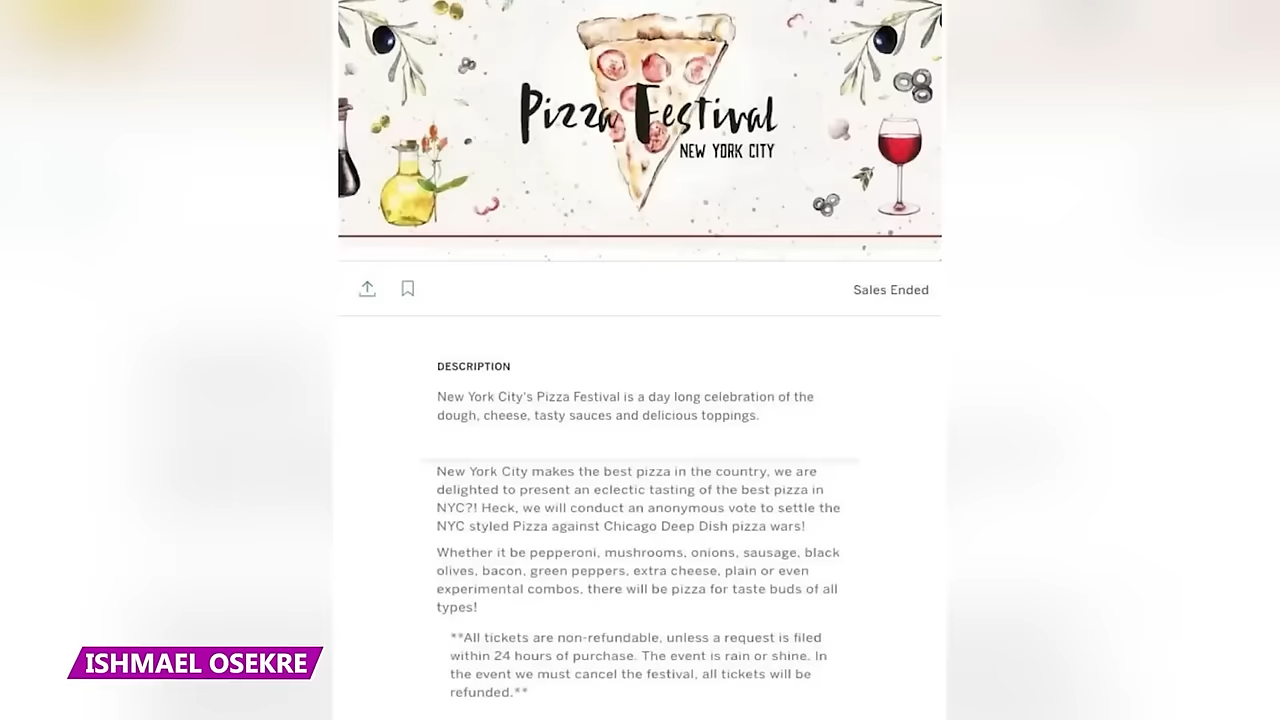 Pizza Festival
NEW YORK CITY
Sales Ended
DESCRIPTION
New York City's Pizza Festival is a day long celebration of the
dough, cheese, tasty sauces and delicious toppings.
New York City makes the best pizza in the country, we are
delighted to present an eclectic tasting of the best pizza in
NYC?! Heck, we will conduct an anonymous vote to settle the
NYC styled Pizza against Chicago Deep Dish pizza wars!
Whether it be pepperoni, mushrooms, onions, sausage, black
olives, bacon, green peppers, extra cheese, plain or even
experimental combos, there will be pizza for taste buds of all
types!
**All tickets are non-refundable, unless a request is filed
within 24 hours of purchase. The event is rain or shine. In
the event we must cancel the festival, all tickets will be
refunded.**
ISHMAEL OSEKRE